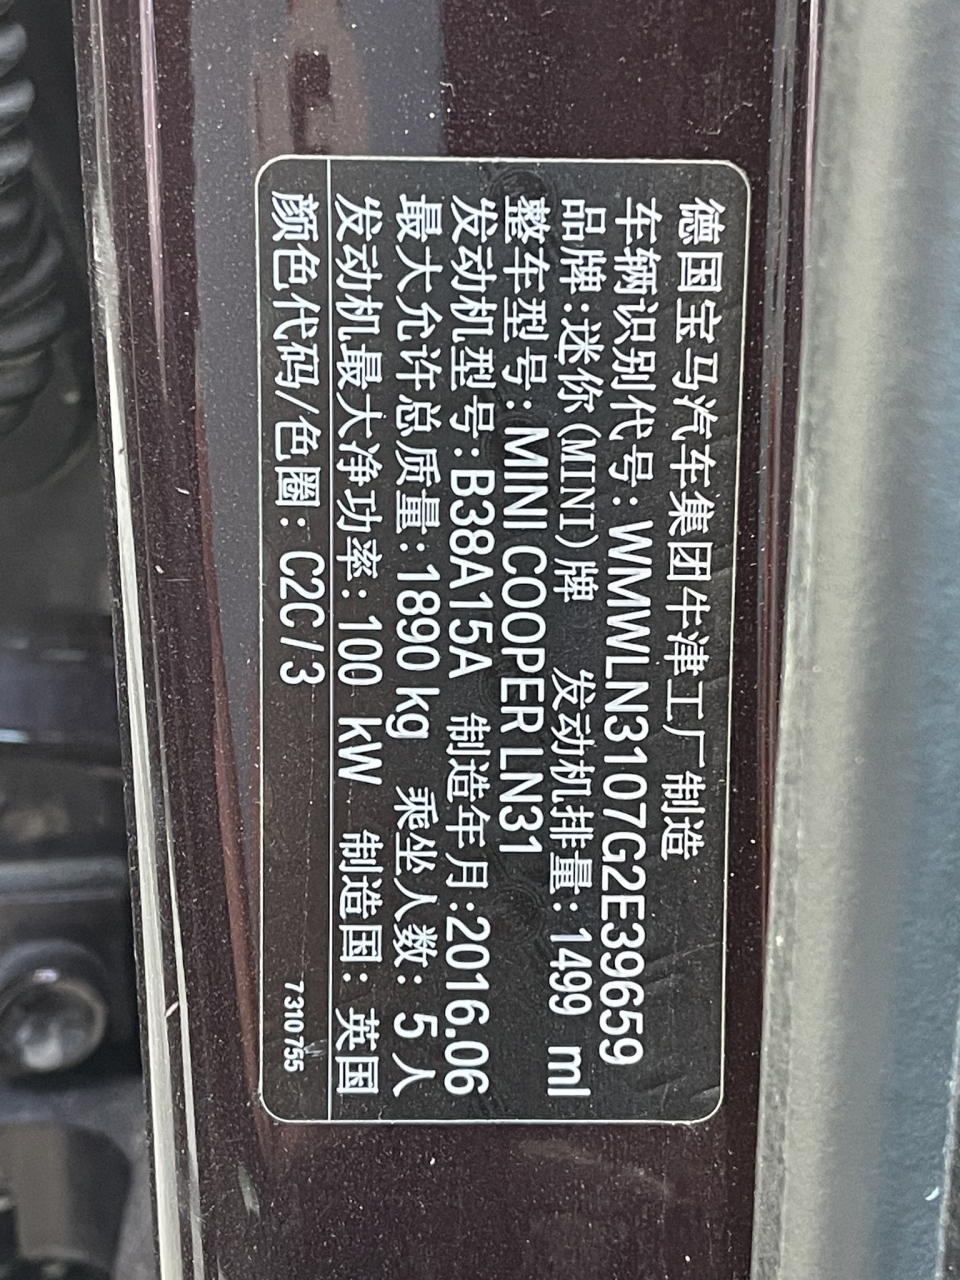 德国宝马汽车集团牛津工厂制造
车辆识别代号: WMWLN3107G2E39659
品牌:迷你(MINI)牌 发动机排量: 1499 ml
整车型号: MINI COOPER LN31
发动机型号: B38A15A 制造年月:2016.06
最大允许总质量: 1890 kg 乘坐人数: 5人
发动机最大净功率: 100 kW 制造国: 英国
颜色代码/色圈: C2C/3
7310755